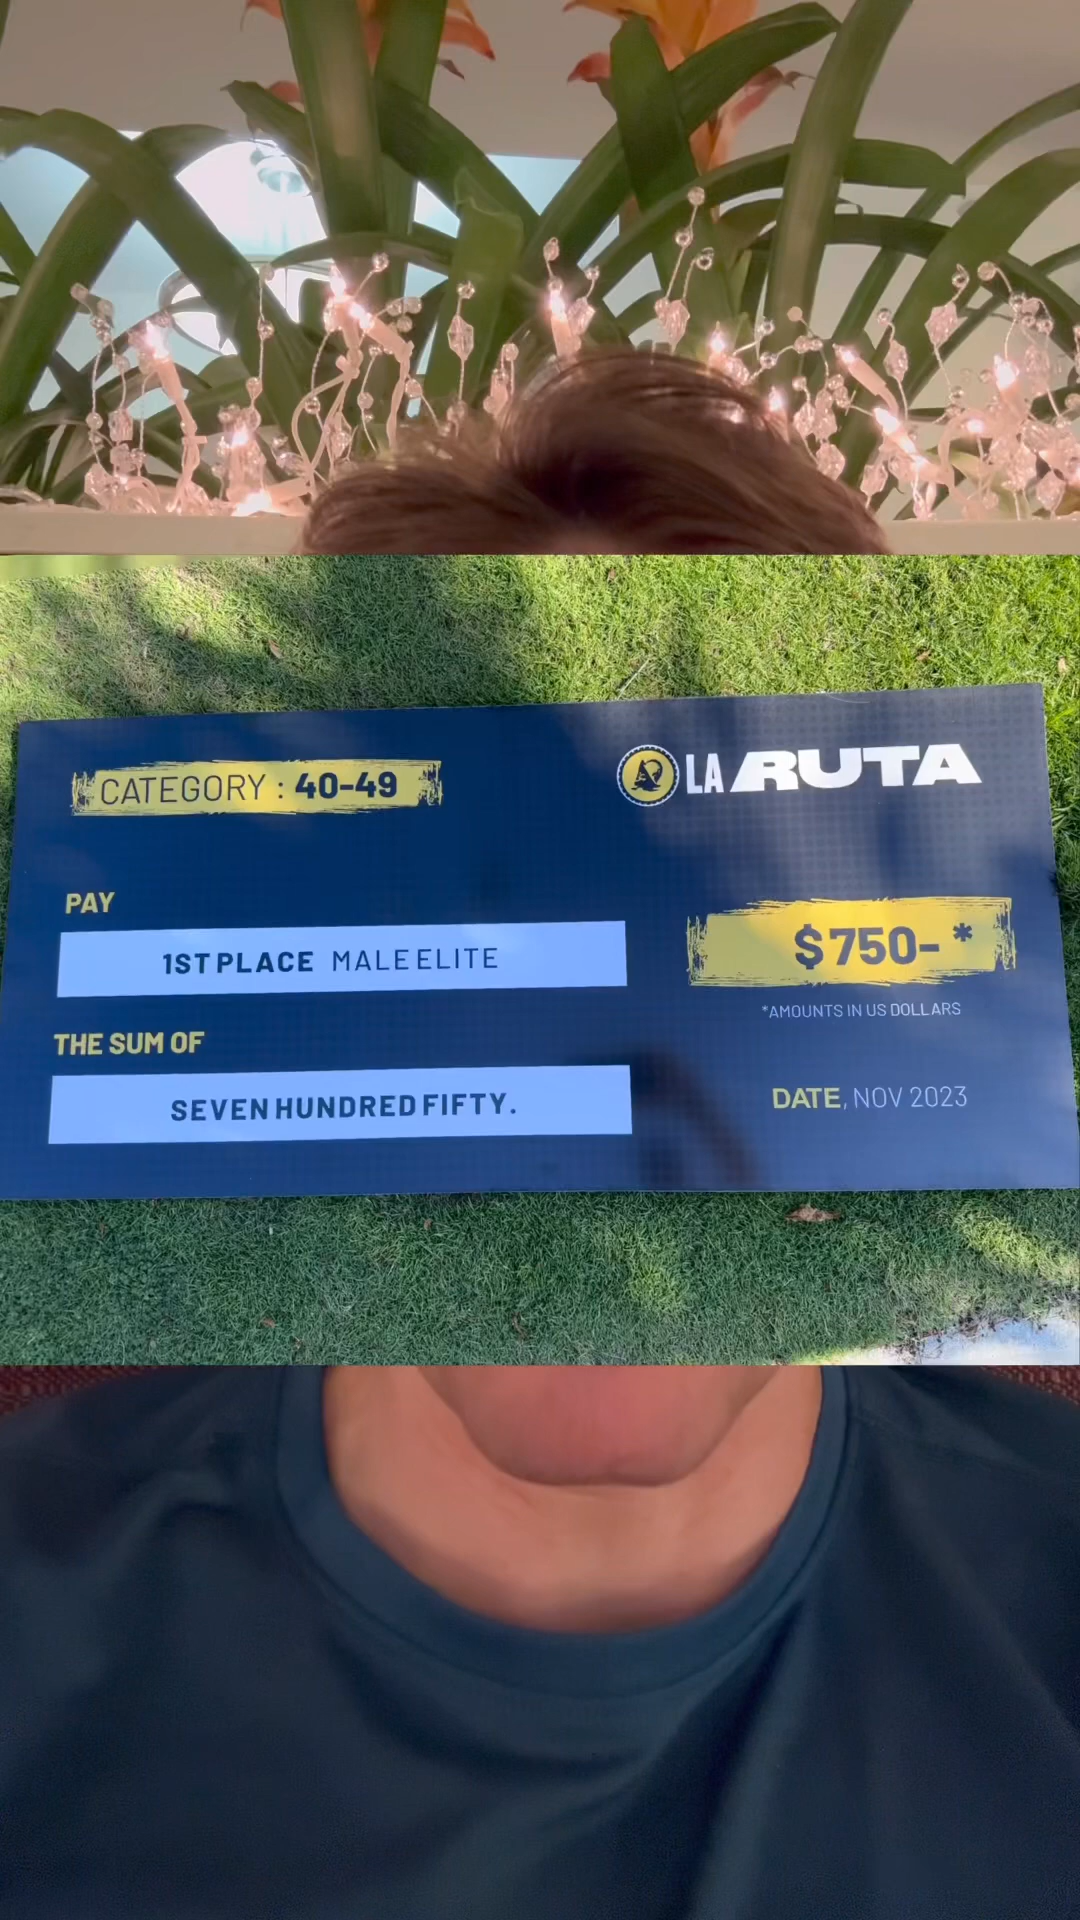 CATEGORY : 40-49
LA RUTA
PAY
1ST PLACE MALE ELITE
$750-*
*AMOUNTS IN US DOLLARS
THE SUM OF
SEVEN HUNDRED FIFTY.
DATE, NOV 2023